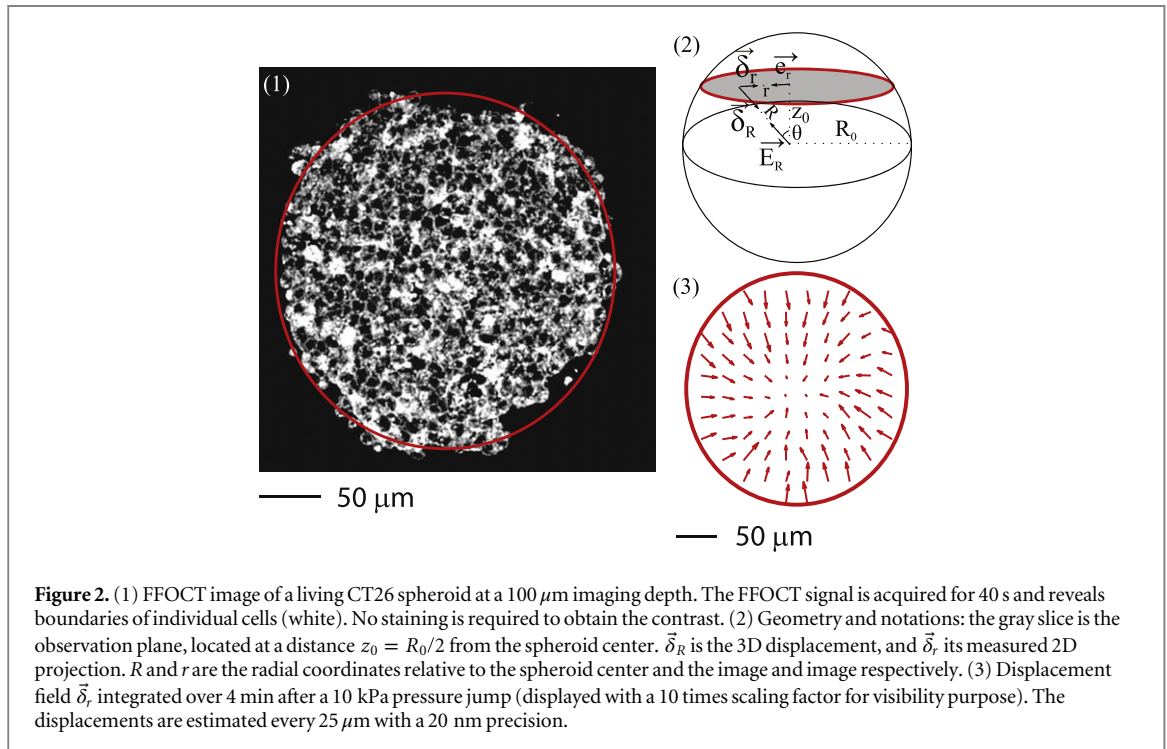 (1)
50 μm
(2)
δ⃗r
e⃗r
r
R
z0
δ⃗R
θ
R0
E⃗R
(3)
50 μm
Figure 2. (1) FFOCT image of a living CT26 spheroid at a 100 μm imaging depth. The FFOCT signal is acquired for 40 s and reveals
boundaries of individual cells (white). No staining is required to obtain the contrast. (2) Geometry and notations: the gray slice is the
observation plane, located at a distance z0 = R0/2 from the spheroid center. δ⃗R is the 3D displacement, and δ⃗r its measured 2D
projection. R and r are the radial coordinates relative to the spheroid center and the image and image respectively. (3) Displacement
field δ⃗r integrated over 4 min after a 10 kPa pressure jump (displayed with a 10 times scaling factor for visibility purpose). The
displacements are estimated every 25 μm with a 20 nm precision.